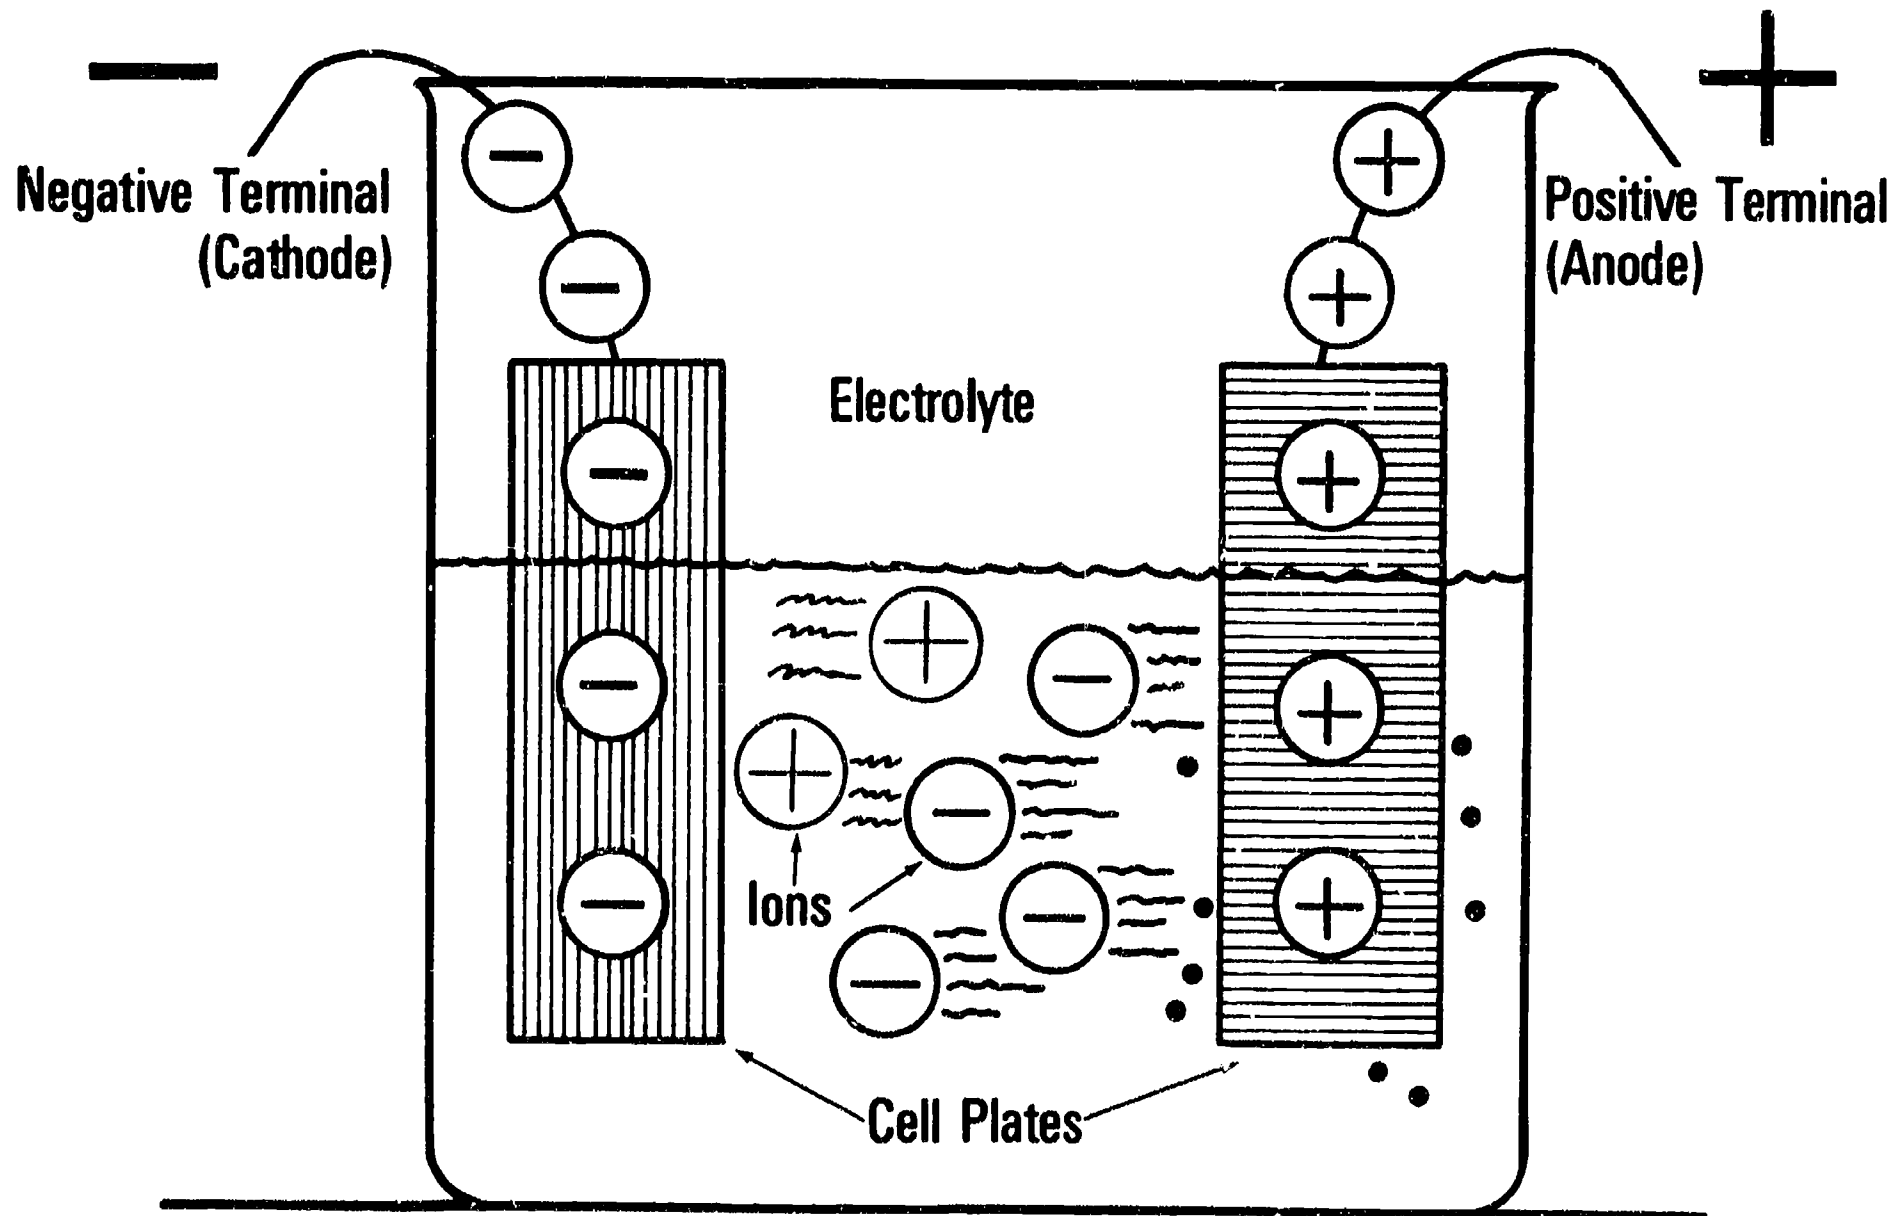 Negative Terminal
(Cathode)
Positive Terminal
(Anode)
Electrolyte
Ions
Cell Plates